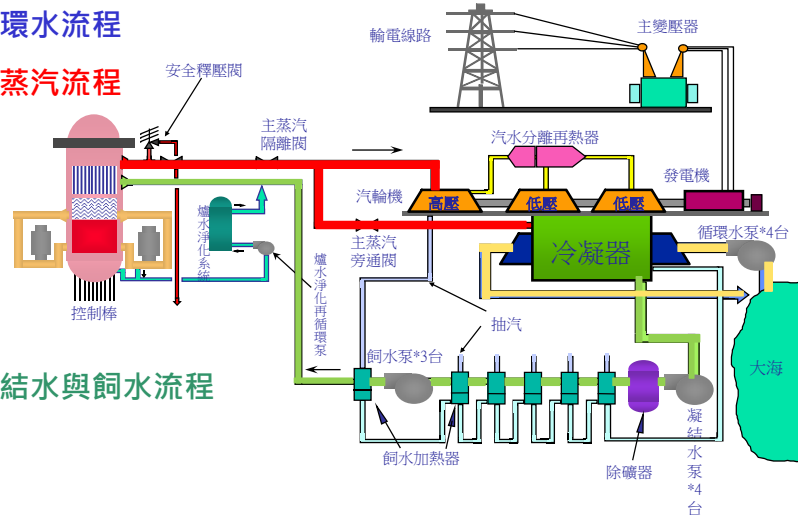 環水流程
蒸汽流程
輸電線路
主變壓器
安全釋壓閥
主蒸汽
隔離閥
汽水分離再熱器
發電機
汽輪機
高壓
低壓
低壓
爐水淨化系統
主蒸汽
旁通閥
冷凝器
循環水泵*4台
爐水淨化再循環泵
控制棒
抽汽
飼水泵*3台
大海
結水與飼水流程
飼水加熱器
除礦器
凝結水泵*4台